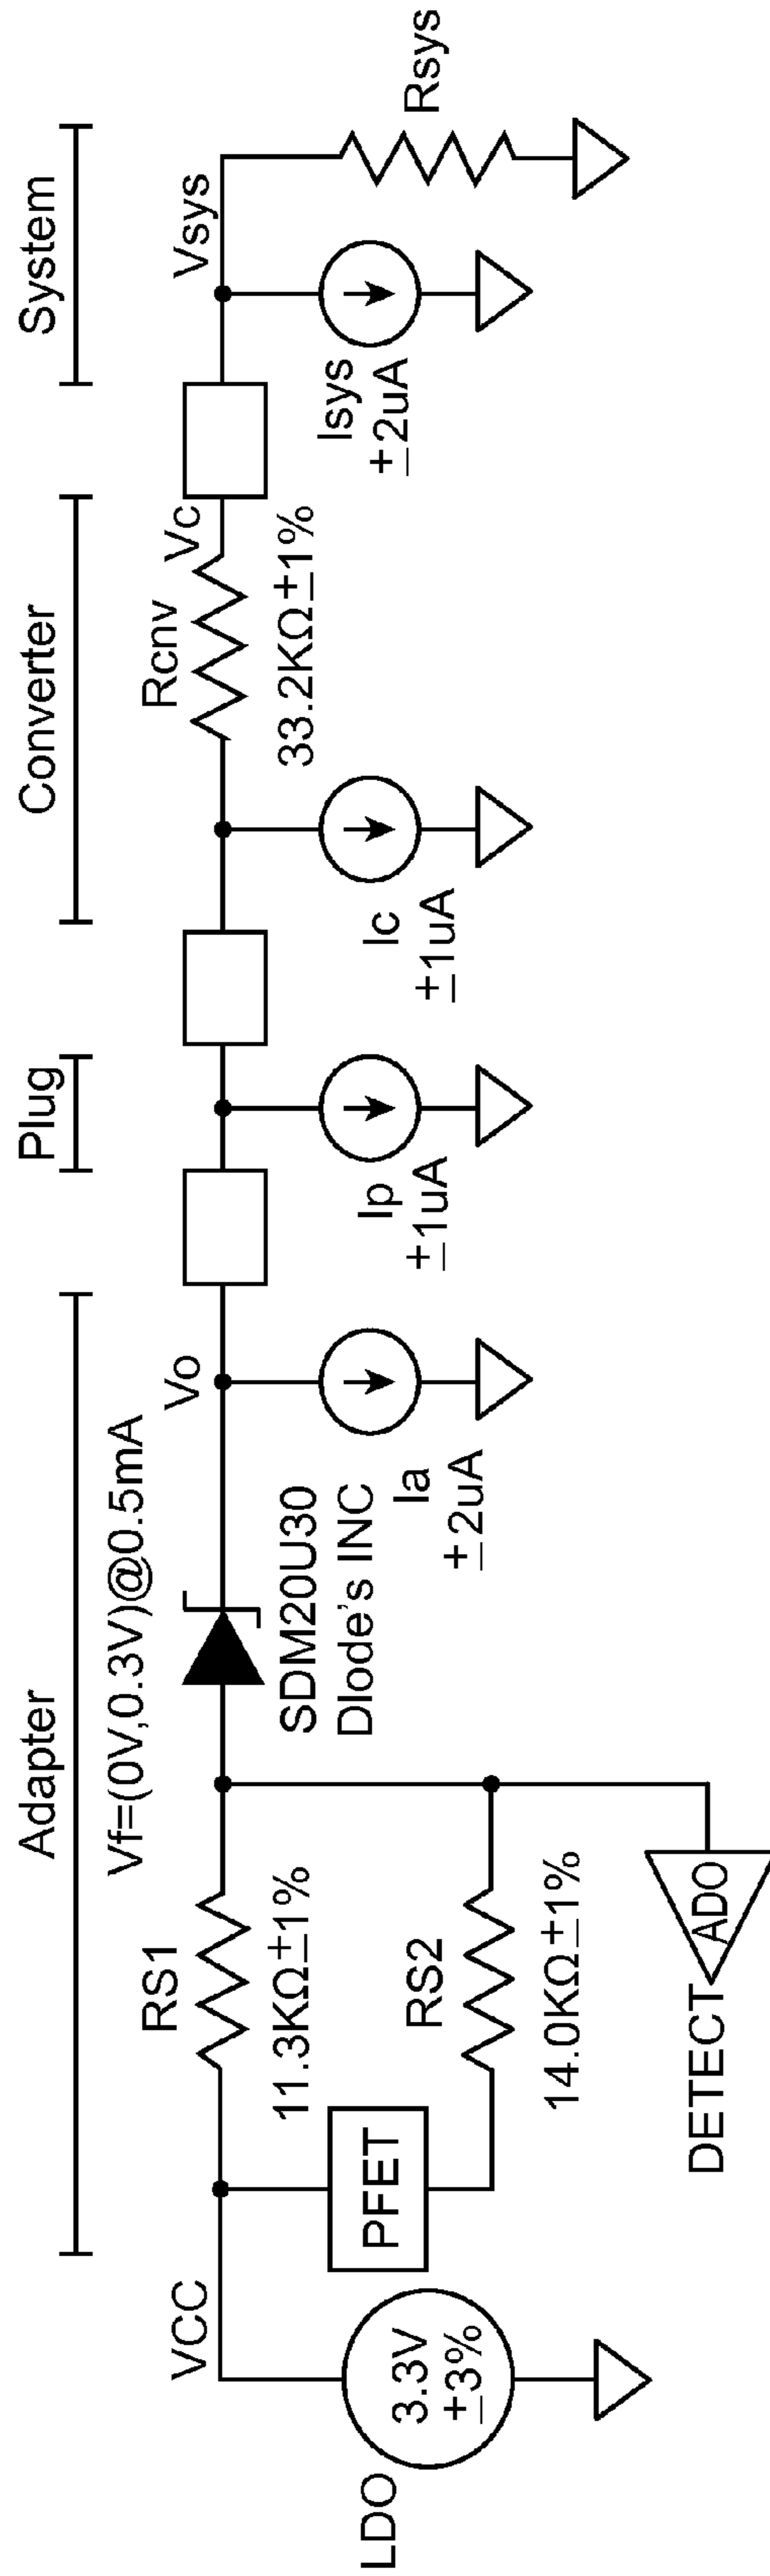 Adapter
Plug
Converter
System
Vf=(0V,0.3V)@0.5mA
LDO
3.3V
±3%
VCC
PFET
RS1
11.3KΩ±1%
RS2
14.0KΩ±1%
DETECT
ADO
SDM20U30
DIode's INC
Vo
Ia
±2uA
Ip
±1uA
Ic
±1uA
Rcnv
33.2KΩ±1%
Vc
Isys
±2uA
Vsys
Rsys